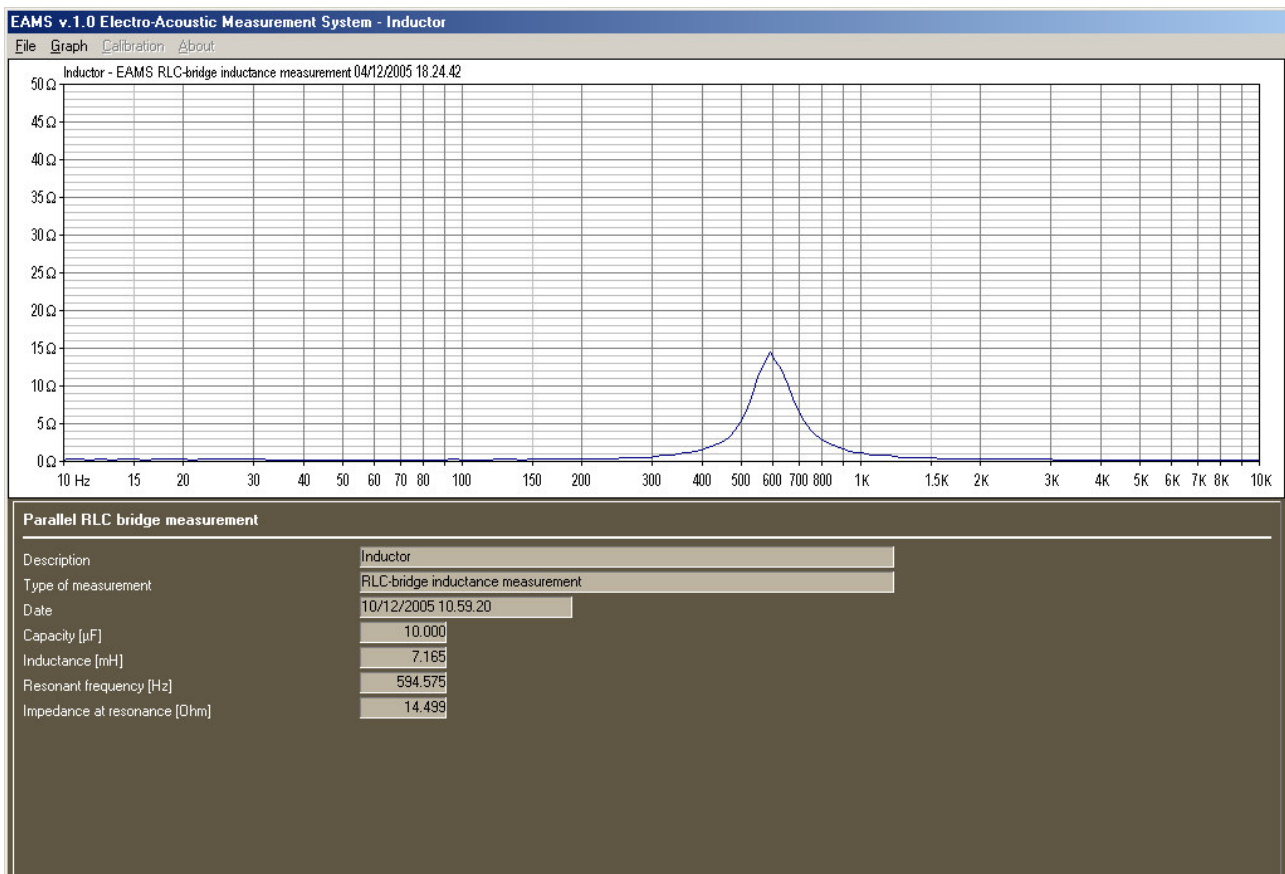 EAMS v.1.0 Electro-Acoustic Measurement System - Inductor
File Graph Calibration About
Inductor - EAMS RLC-bridge inductance measurement 04/12/2005 18.24.42
50 Ω
45 Ω
40 Ω
35 Ω
30 Ω
25 Ω
20 Ω
15 Ω
10 Ω
5 Ω
0 Ω
10 Hz 15 20 30 40 50 60 70 80 100 150 200 300 400 500 600 700 800 1K 1.5K 2K 3K 4K 5K 6K 7K 8K 10K
Parallel RLC bridge measurement
Description Inductor
Type of measurement RLC-bridge inductance measurement
Date 10/12/2005 10.59.20
Capacity [µF] 10.000
Inductance [mH] 7.165
Resonant frequency [Hz] 594.575
Impedance at resonance [Ohm] 14.499